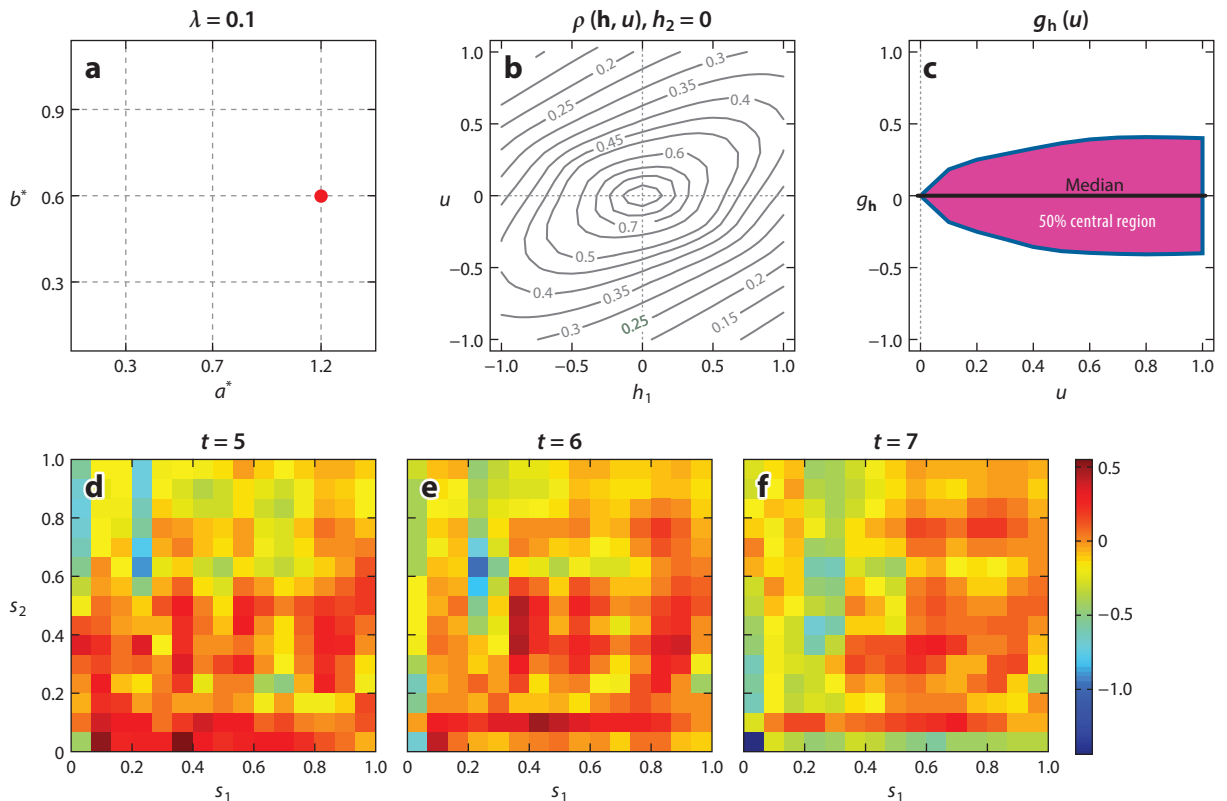 λ = 0.1
a
0.9
b* 0.6
0.3
0.3 0.7 1.2
a*
ρ (h, u), h2 = 0
b
1.0
0.5
u 0
−0.5
−1.0
0.2
0.25
0.3
0.35
0.4
0.45
0.6
0.7
0.5
0.4
0.35
0.3
0.25
0.2
0.15
−1.0 −0.5 0 0.5 1.0
h1
gh (u)
c
1.0
0.5
gh 0
−0.5
−1.0
Median
50% central region
0 0.2 0.4 0.6 0.8 1.0
u
t = 5
d
1.0
0.8
0.6
s2
0.4
0.2
0
0 0.2 0.4 0.6 0.8 1.0
s1
t = 6
e
0 0.2 0.4 0.6 0.8 1.0
s1
t = 7
f
0 0.2 0.4 0.6 0.8 1.0
s1
0.5
0
−0.5
−1.0